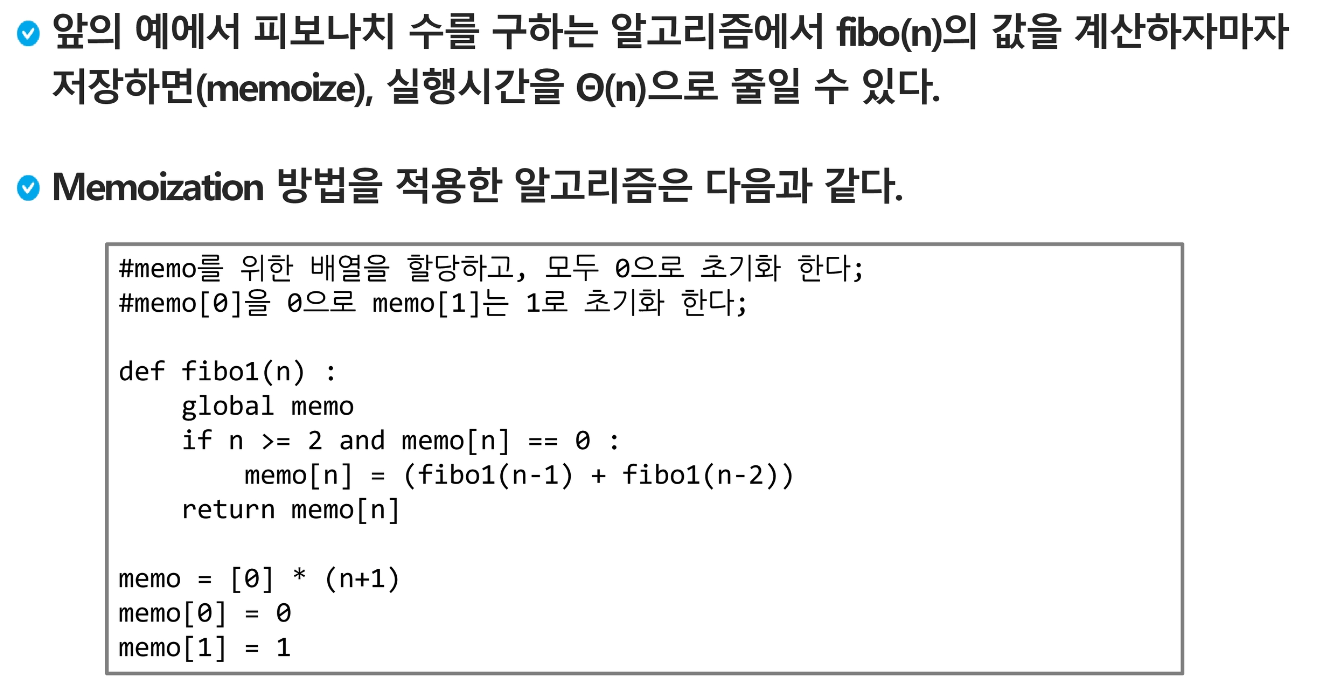 앞의 예에서 피보나치 수를 구하는 알고리즘에서 fibo(n)의 값을 계산하자마자
저장하면(memoize), 실행시간을 Θ(n)으로 줄일 수 있다.
Memoization 방법을 적용한 알고리즘은 다음과 같다.
#memo를 위한 배열을 할당하고, 모두 0으로 초기화 한다;
#memo[0]을 0으로 memo[1]는 1로 초기화 한다;
def fibo1(n) :
    global memo
    if n >= 2 and memo[n] == 0 :
        memo[n] = (fibo1(n-1) + fibo1(n-2))
    return memo[n]
memo = [0] * (n+1)
memo[0] = 0
memo[1] = 1